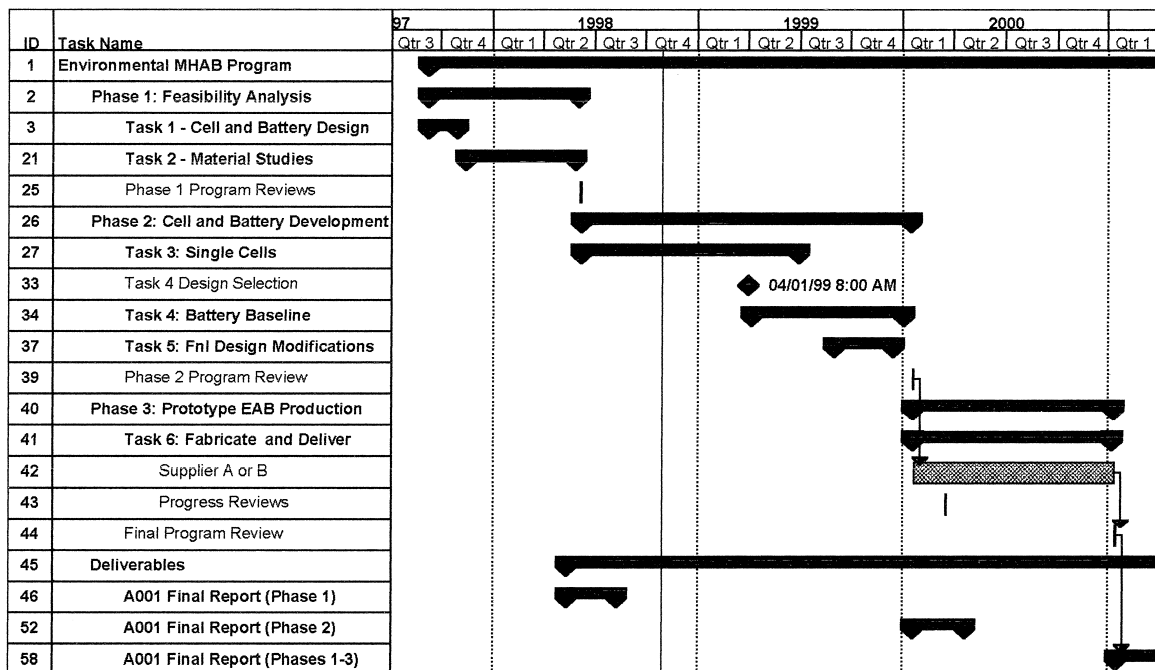 97 1998 1999 2000
ID Task Name Qtr 3 Qtr 4 Qtr 1 Qtr 2 Qtr 3 Qtr 4 Qtr 1 Qtr 2 Qtr 3 Qtr 4 Qtr 1 Qtr 2 Qtr 3 Qtr 4 Qtr 1
1 Environmental MHAB Program
2 Phase 1: Feasibility Analysis
3 Task 1 - Cell and Battery Design
21 Task 2 - Material Studies
25 Phase 1 Program Reviews
26 Phase 2: Cell and Battery Development
27 Task 3: Single Cells
33 Task 4 Design Selection 04/01/99 8:00 AM
34 Task 4: Battery Baseline
37 Task 5: Fnl Design Modifications
39 Phase 2 Program Review
40 Phase 3: Prototype EAB Production
41 Task 6: Fabricate and Deliver
42 Supplier A or B
43 Progress Reviews
44 Final Program Review
45 Deliverables
46 A001 Final Report (Phase 1)
52 A001 Final Report (Phase 2)
58 A001 Final Report (Phases 1-3)